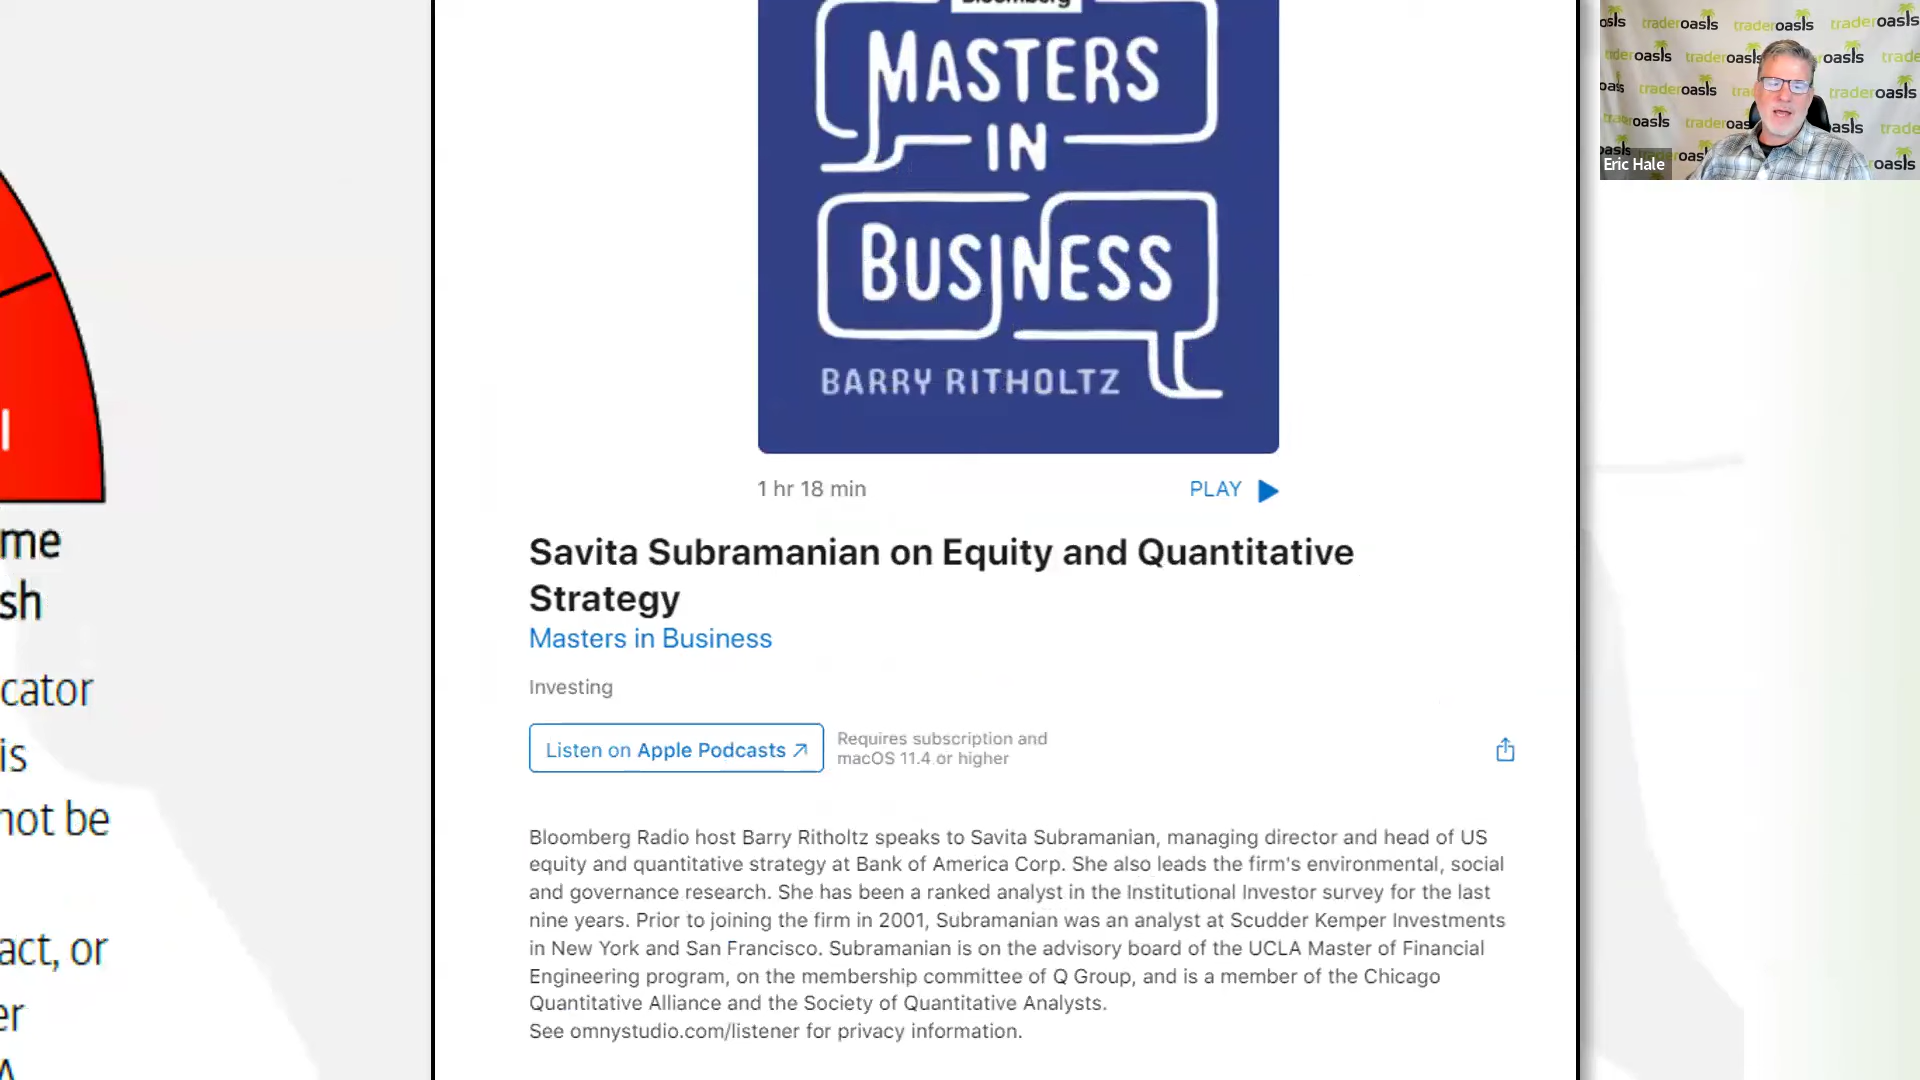 Bloomberg
MASTERS
IN
BUSINESS
BARRY RITHOLTZ
1 hr 18 min
PLAY
Savita Subramanian on Equity and Quantitative
Strategy
Masters in Business
Investing
Listen on Apple Podcasts ↗
Requires subscription and
macOS 11.4 or higher
Bloomberg Radio host Barry Ritholtz speaks to Savita Subramanian, managing director and head of US
equity and quantitative strategy at Bank of America Corp. She also leads the firm's environmental, social
and governance research. She has been a ranked analyst in the Institutional Investor survey for the last
nine years. Prior to joining the firm in 2001, Subramanian was an analyst at Scudder Kemper Investments
in New York and San Francisco. Subramanian is on the advisory board of the UCLA Master of Financial
Engineering program, on the membership committee of Q Group, and is a member of the Chicago
Quantitative Alliance and the Society of Quantitative Analysts.
See omnystudio.com/listener for privacy information.
me
sh
cator
is
not be
act, or
er
A
traderoasis traderoasis traderoasis
traderoasis
Eric Hale